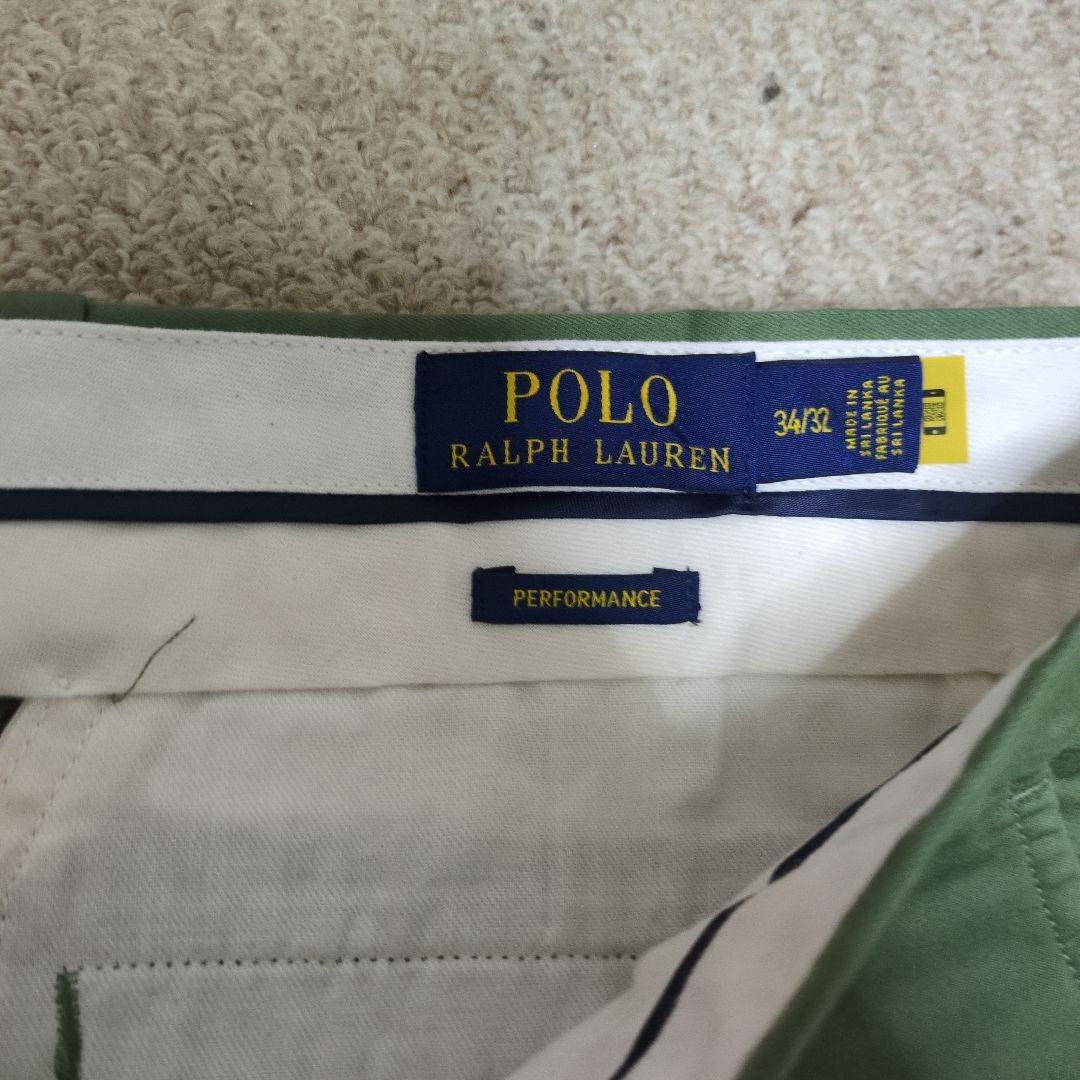 POLO
RALPH LAUREN
34/32
MADE IN
SRI LANKA
FABRIQUÉ AU
SRI LANKA
PERFORMANCE